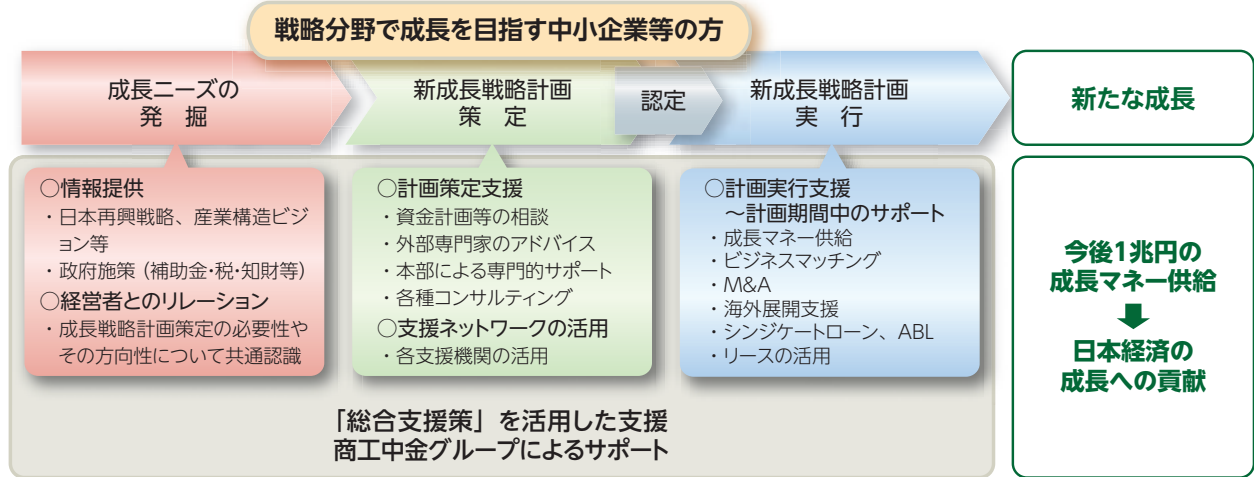 戦略分野で成長を目指す中小企業等の方
成長ニーズの
発 掘
新成長戦略計画
策 定
認定
新成長戦略計画
実 行
新たな成長
○情報提供
・日本再興戦略、産業構造ビジ
ョン等
・政府施策（補助金・税・知財等）
○経営者とのリレーション
・成長戦略計画策定の必要性や
その方向性について共通認識
○計画策定支援
・資金計画等の相談
・外部専門家のアドバイス
・本部による専門的サポート
・各種コンサルティング
○支援ネットワークの活用
・各支援機関の活用
○計画実行支援
～計画期間中のサポート
・成長マネー供給
・ビジネスマッチング
・M&A
・海外展開支援
・シンジケートローン、ABL
・リースの活用
今後1兆円の
成長マネー供給
日本経済の
成長への貢献
「総合支援策」を活用した支援
商工中金グループによるサポート